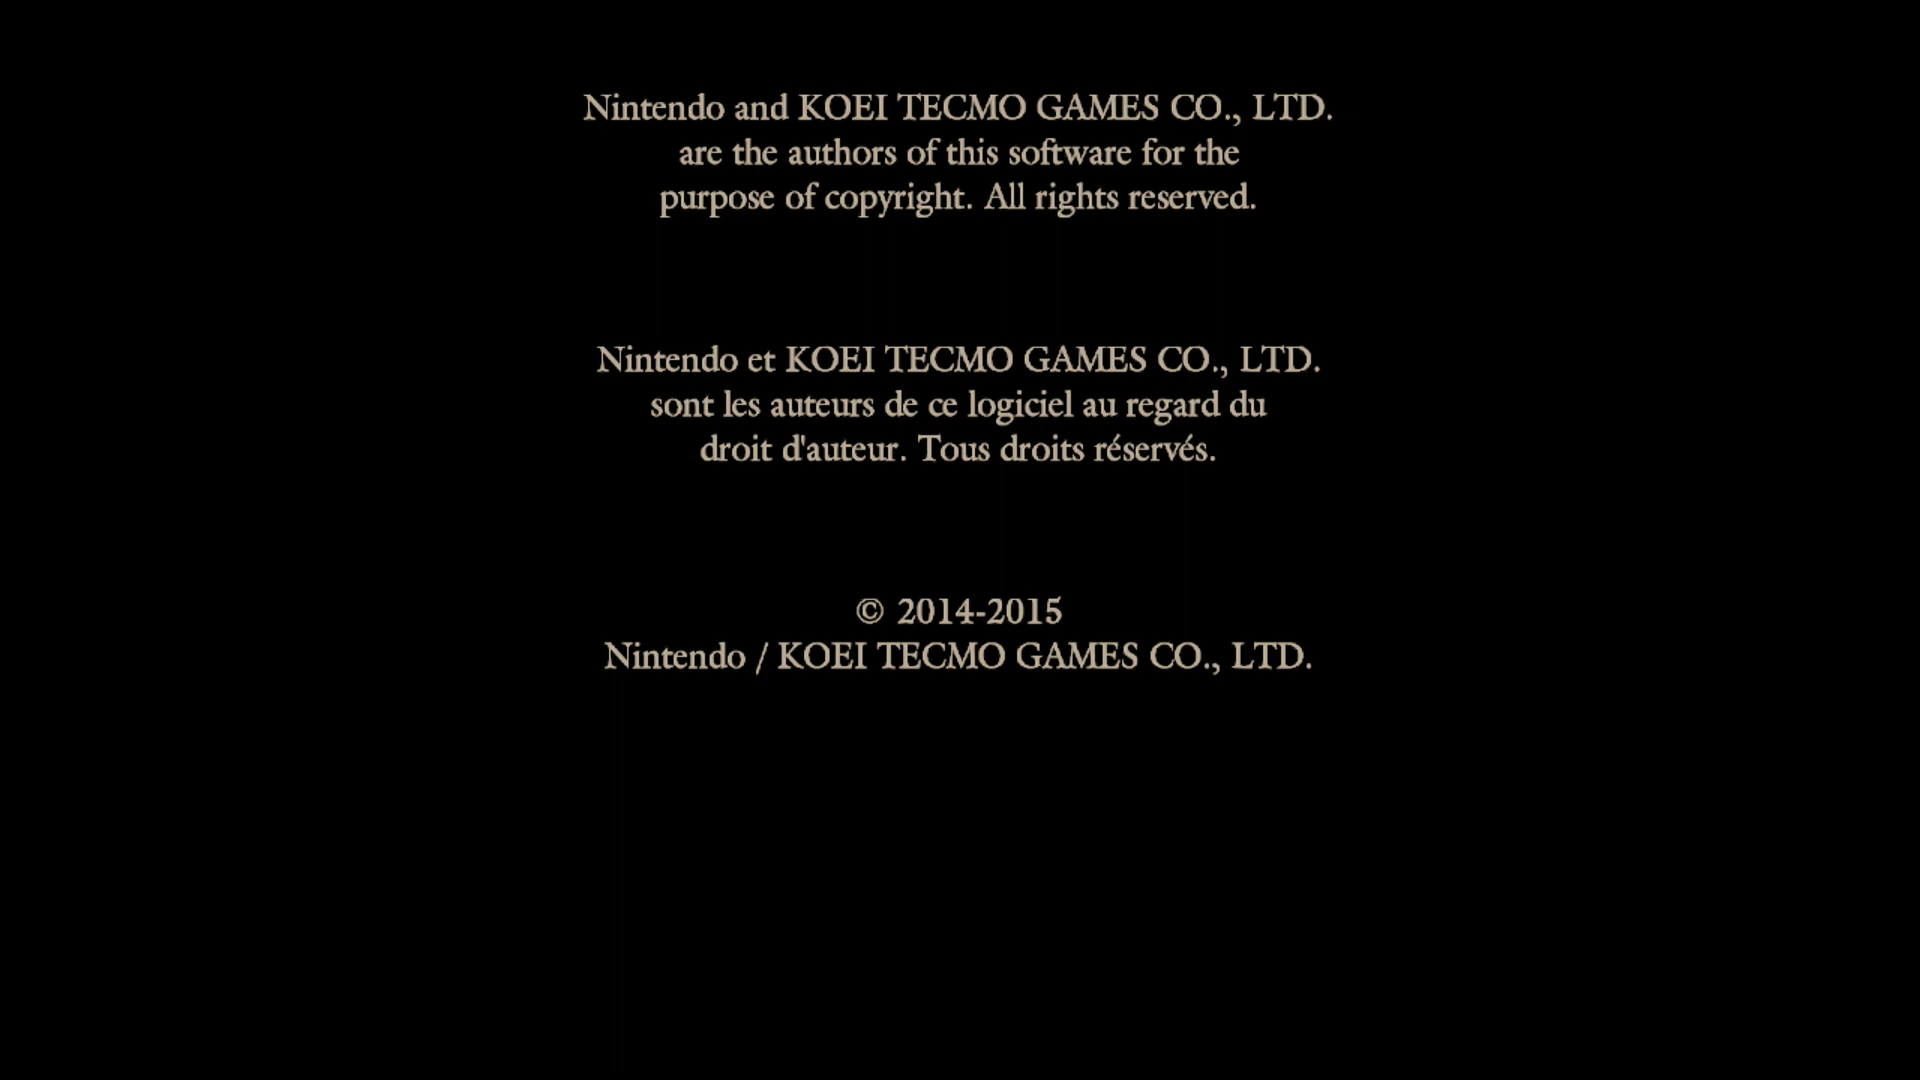 Nintendo and KOEI TECMO GAMES CO., LTD.
are the authors of this software for the
purpose of copyright. All rights reserved.
Nintendo et KOEI TECMO GAMES CO., LTD.
sont les auteurs de ce logiciel au regard du
droit d'auteur. Tous droits réservés.
© 2014-2015
Nintendo / KOEI TECMO GAMES CO., LTD.